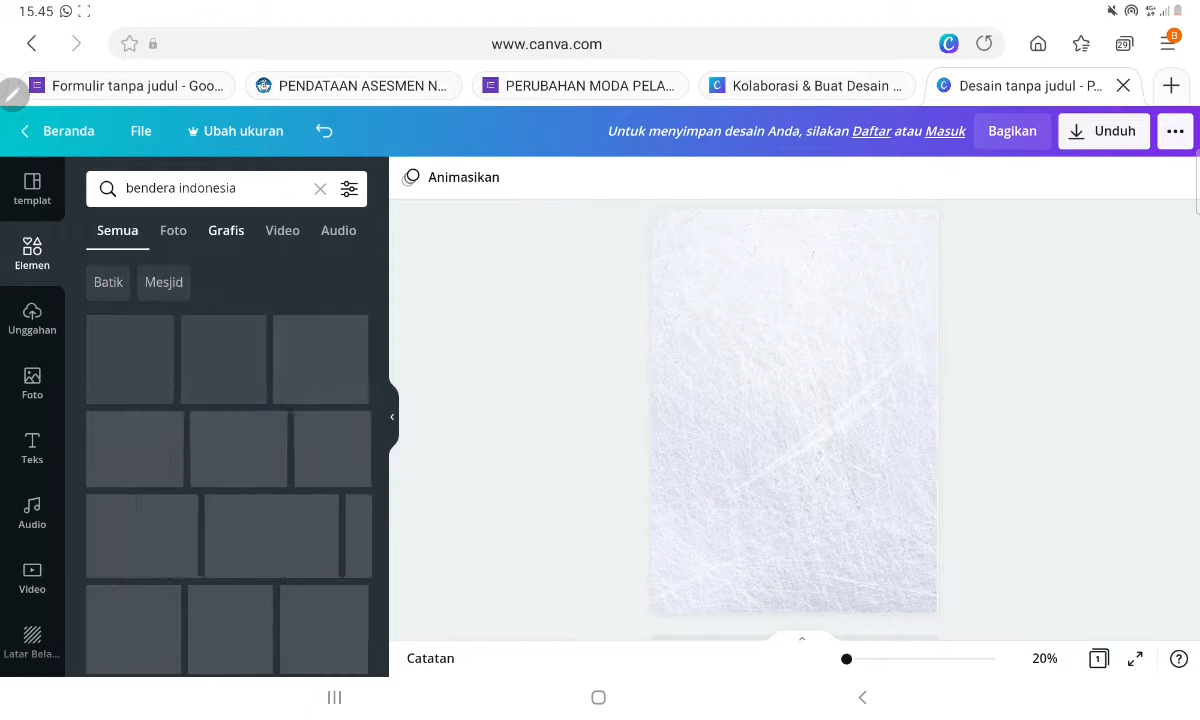 15.45
4G+
www.canva.com
29
B
Formulir tanpa judul - Goo...
PENDATAAN ASESMEN N...
PERUBAHAN MODA PELA...
Kolaborasi & Buat Desain ...
Desain tanpa judul - P...
Beranda
File
Ubah ukuran
Untuk menyimpan desain Anda, silakan Daftar atau Masuk
Bagikan
Unduh
templat
Elemen
Unggahan
Foto
Teks
Audio
Video
Latar Bela...
bendera indonesia
Semua
Foto
Grafis
Video
Audio
Batik
Mesjid
Animasikan
Catatan
20%
1
?